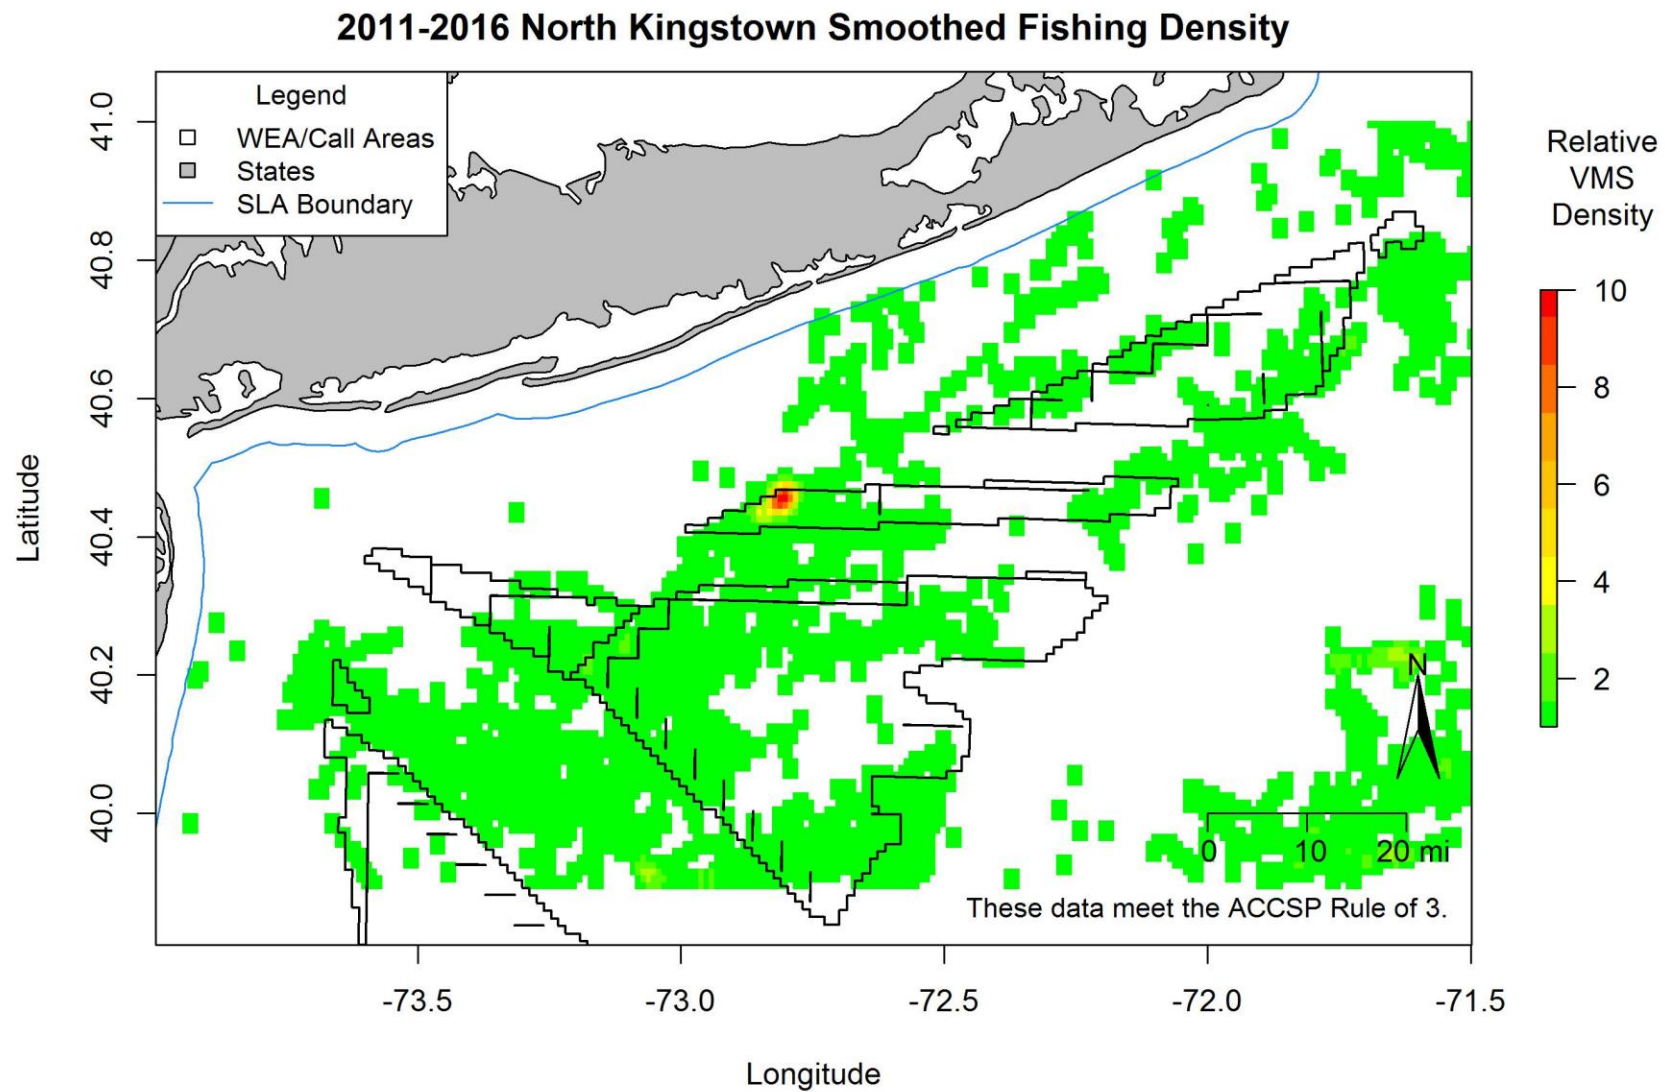 2011-2016 North Kingstown Smoothed Fishing Density
Legend
WEA/Call Areas
States
SLA Boundary
Latitude
41.0
40.8
40.6
40.4
40.2
40.0
Relative
VMS
Density
10
8
6
4
2
N
0 10 20 mi
These data meet the ACCSP Rule of 3.
-73.5 -73.0 -72.5 -72.0 -71.5
Longitude